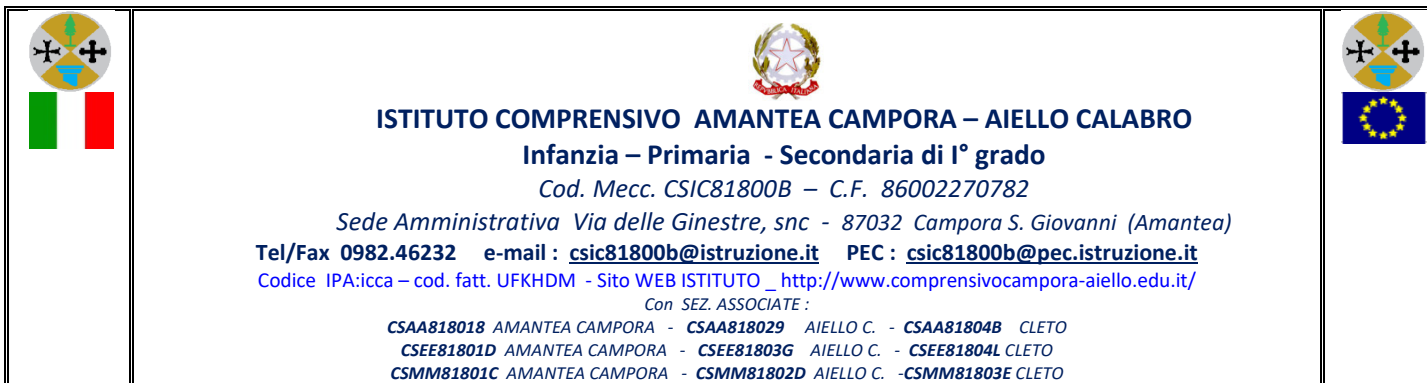 ISTITUTO COMPRENSIVO AMANTEA CAMPORA – AIELLO CALABRO
Infanzia – Primaria - Secondaria di I° grado
Cod. Mecc. CSIC81800B – C.F. 86002270782
Sede Amministrativa Via delle Ginestre, snc - 87032 Campora S. Giovanni (Amantea)
Tel/Fax 0982.46232 e-mail : csic81800b@istruzione.it PEC : csic81800b@pec.istruzione.it
Codice IPA:icca – cod. fatt. UFKHDM - Sito WEB ISTITUTO _ http://www.comprensivocampora-aiello.edu.it/
Con SEZ. ASSOCIATE :
CSAA818018 AMANTEA CAMPORA - CSAA818029 AIELLO C. - CSAA81804B CLETO
CSEE81801D AMANTEA CAMPORA - CSEE81803G AIELLO C. - CSEE81804L CLETO
CSMM81801C AMANTEA CAMPORA - CSMM81802D AIELLO C. -CSMM81803E CLETO